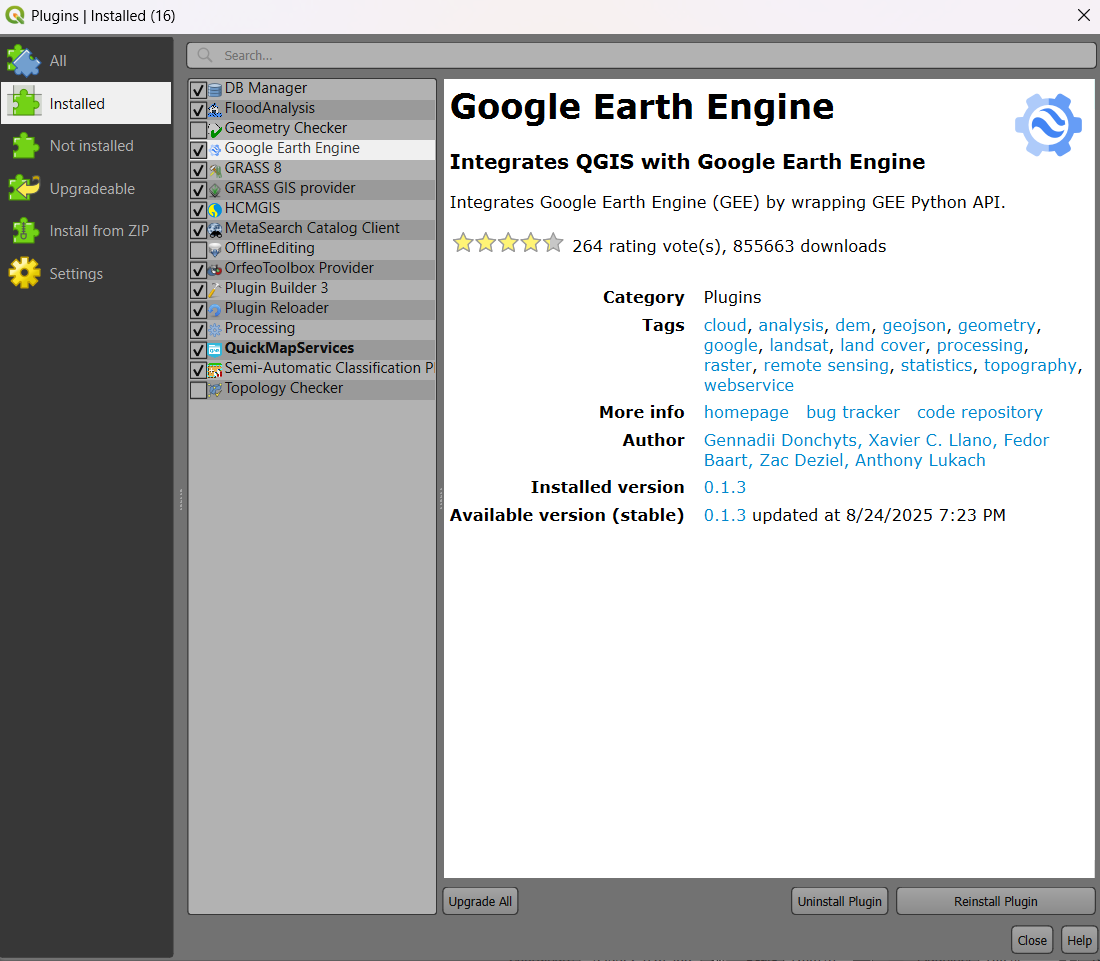 Plugins | Installed (16)
All
Installed
Not installed
Upgradeable
Install from ZIP
Settings
Search...
DB Manager
FloodAnalysis
Geometry Checker
Google Earth Engine
GRASS 8
GRASS GIS provider
HCMGIS
MetaSearch Catalog Client
OfflineEditing
OrfeoToolbox Provider
Plugin Builder 3
Plugin Reloader
Processing
QuickMapServices
Semi-Automatic Classification Pl
Topology Checker
Google Earth Engine
Integrates QGIS with Google Earth Engine
Integrates Google Earth Engine (GEE) by wrapping GEE Python API.
264 rating vote(s), 855663 downloads
Category Plugins
Tags cloud, analysis, dem, geojson, geometry,
google, landsat, land cover, processing,
raster, remote sensing, statistics, topography,
webservice
More info homepage bug tracker code repository
Author Gennadii Donchyts, Xavier C. Llano, Fedor
Baart, Zac Deziel, Anthony Lukach
Installed version 0.1.3
Available version (stable) 0.1.3 updated at 8/24/2025 7:23 PM
Upgrade All
Uninstall Plugin
Reinstall Plugin
Close
Help